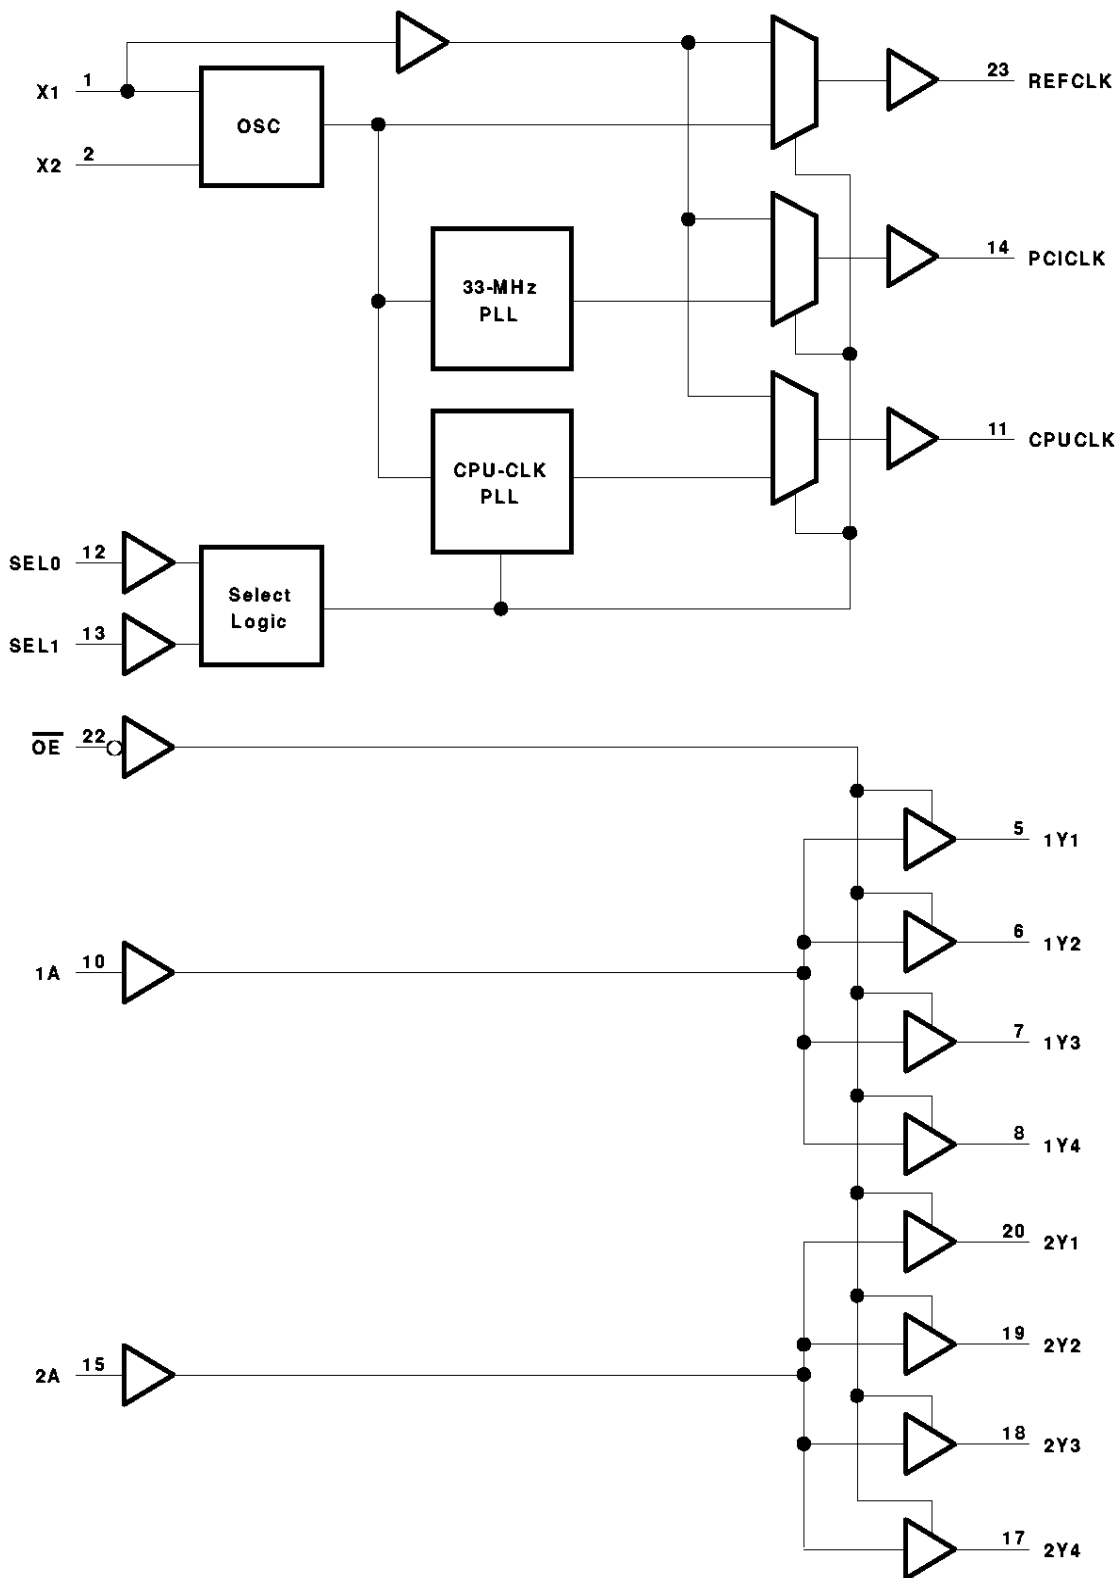 X1 1
X2 2
OSC
23 REFCLK
33-MHz
PLL
14 PCICLK
CPU-CLK
PLL
11 CPUCLK
SEL0 12
SEL1 13
Select
Logic
OE 22
5 1Y1
6 1Y2
1A 10
7 1Y3
8 1Y4
20 2Y1
19 2Y2
2A 15
18 2Y3
17 2Y4